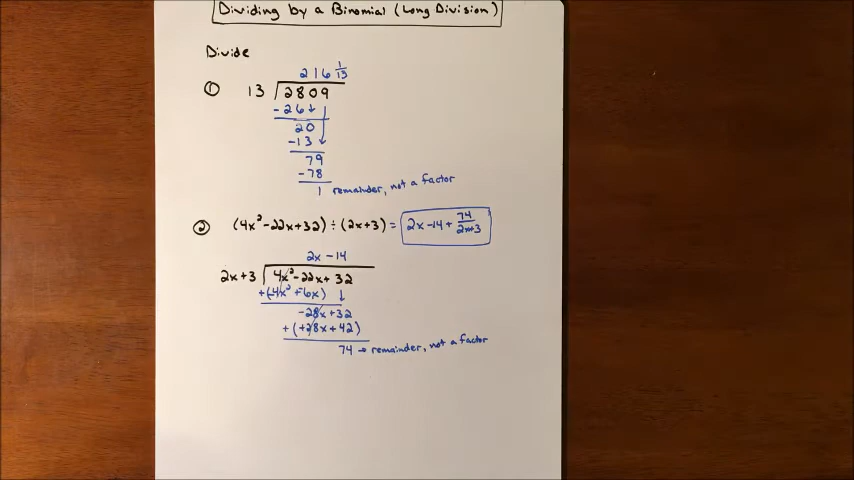 Dividing by a Binomial (Long Division)
Divide
216 1/13
① 13 2809
-26↓
20
-13↓
79
-78
1 remainder, not a factor
② (4x²-22x+32) ÷ (2x+3) = 2x-14 + 74/2x+3
2x -14
2x+3 4x²-22x+32
+(-4x² -6x) ↓
-28x+32
+(+28x+42)
74 → remainder, not a factor